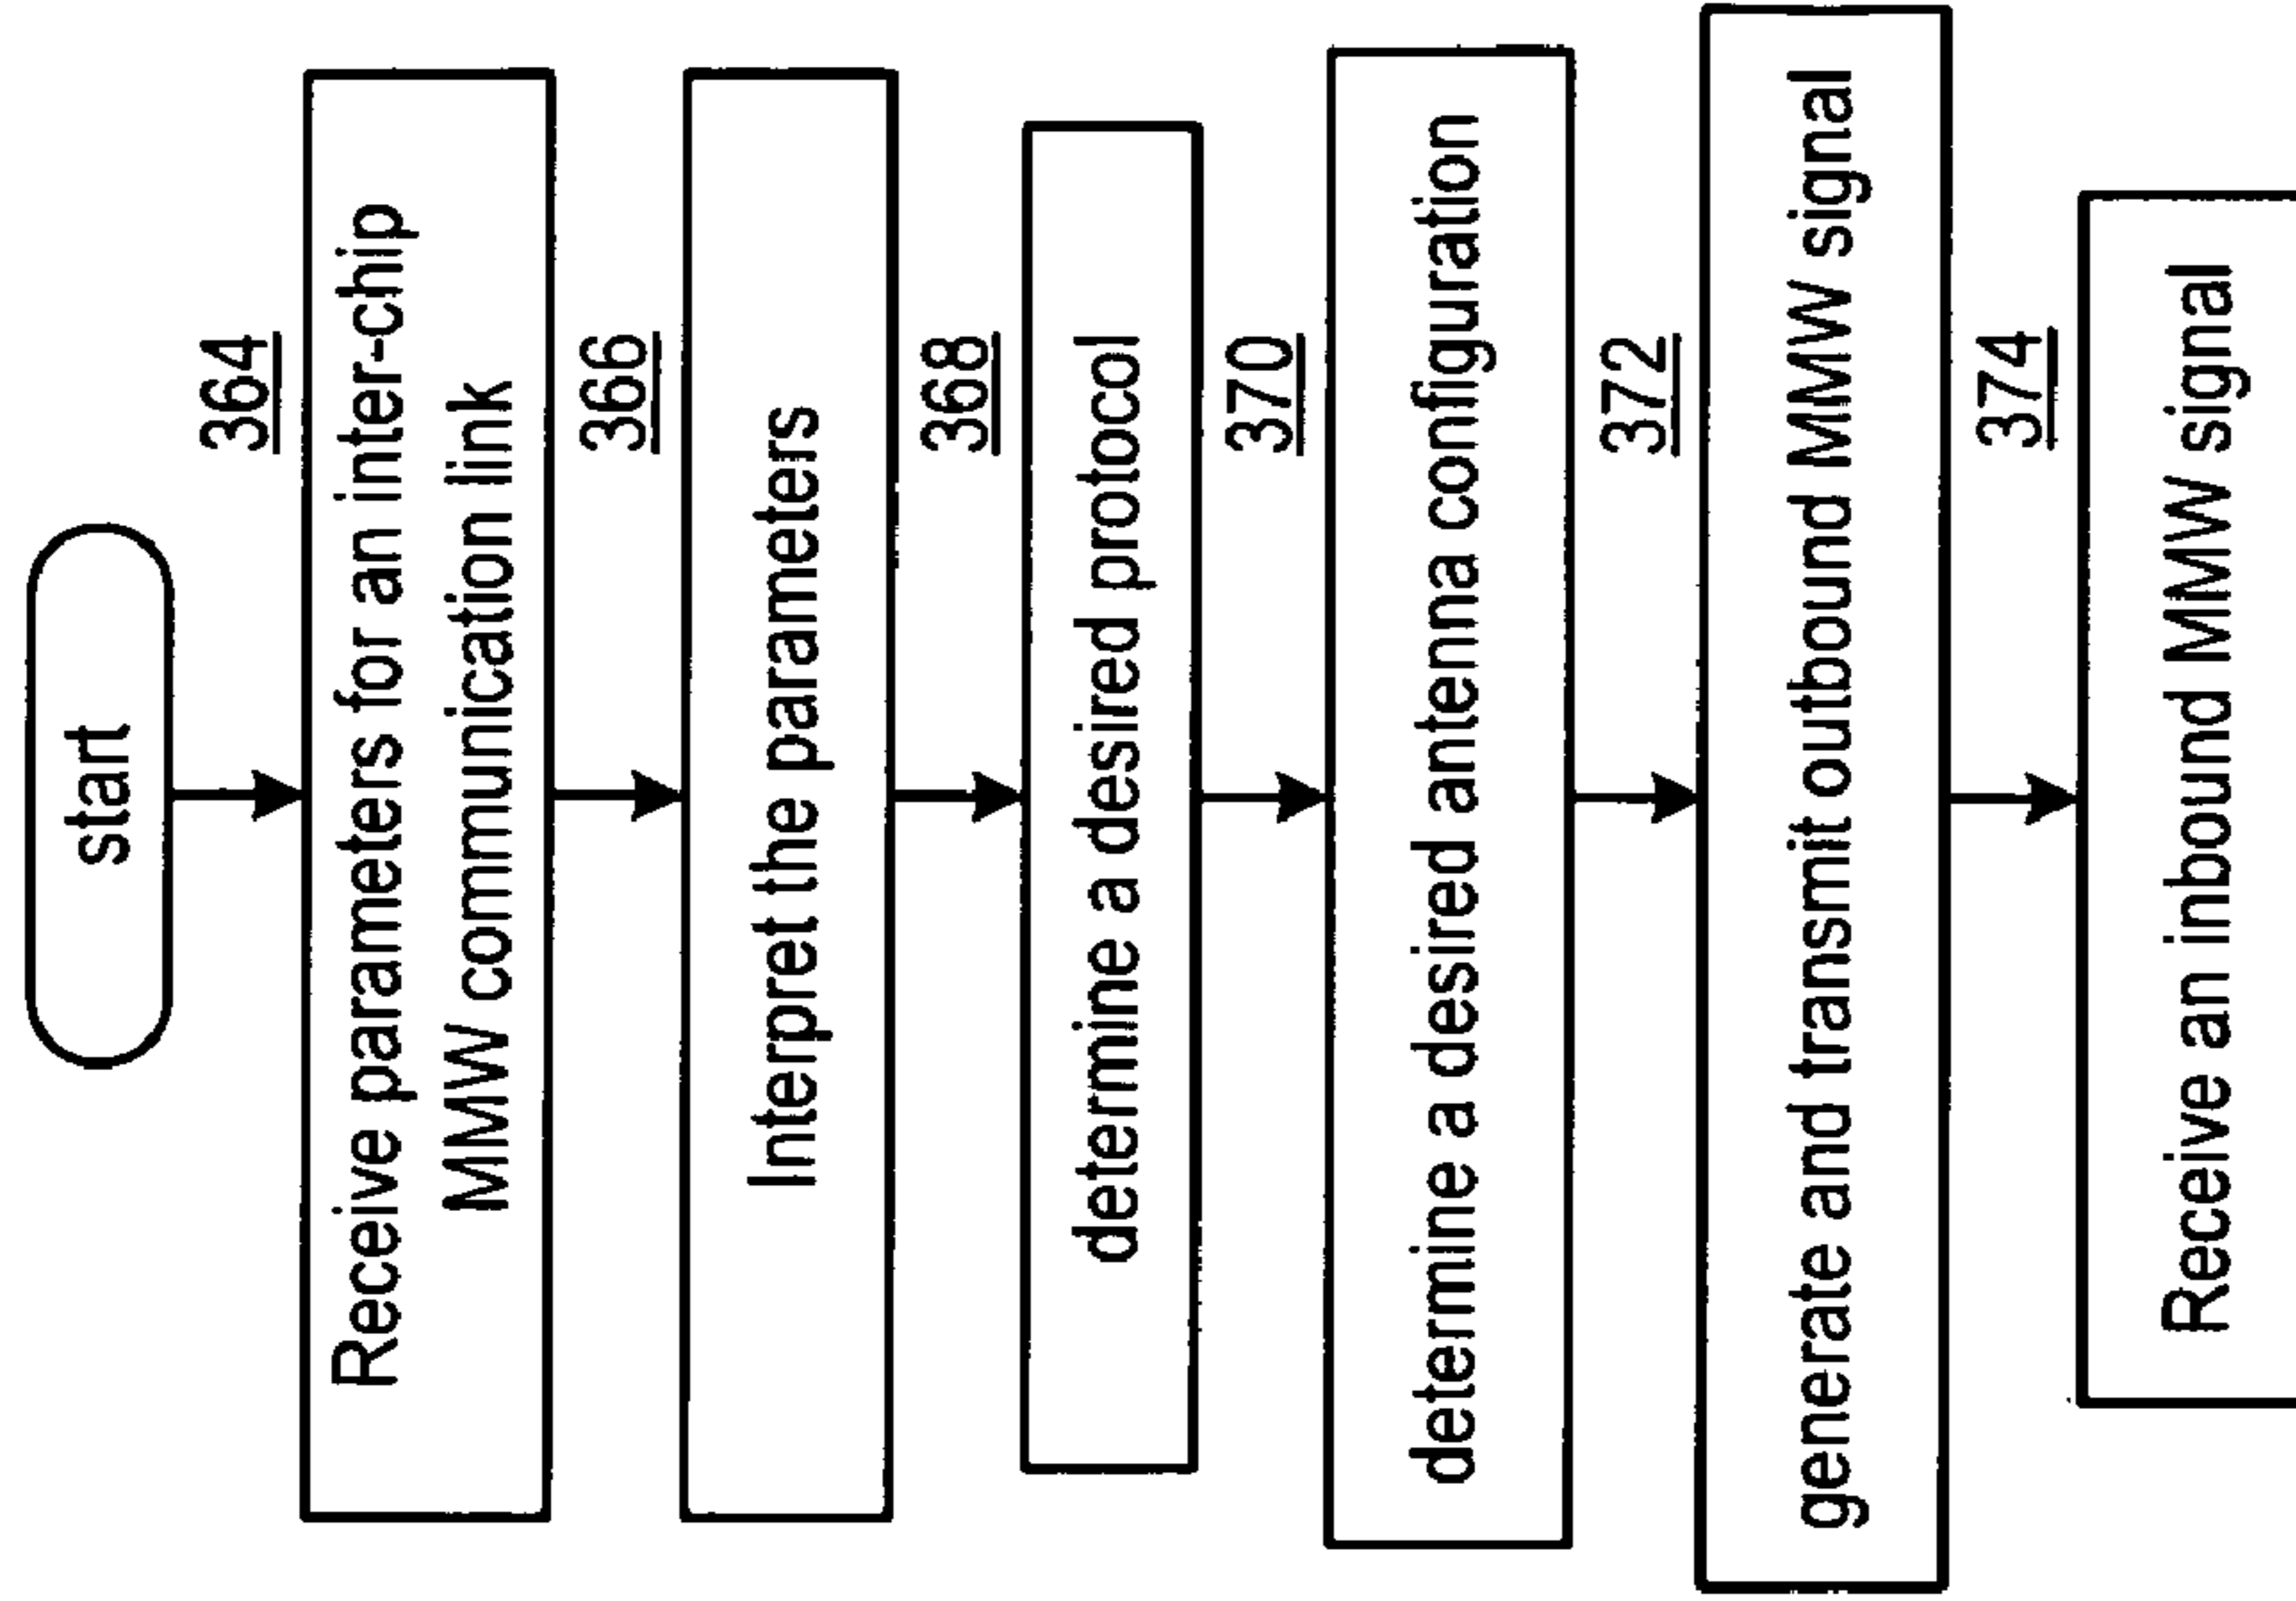 start
364
Receive parameters for an inter-chip
MMW communication link
366
Interpret the parameters
368
determine a desired protocol
370
determine a desired antenna configuration
372
generate and transmit outbound MMW signal
374
Receive an inbound MMW signal